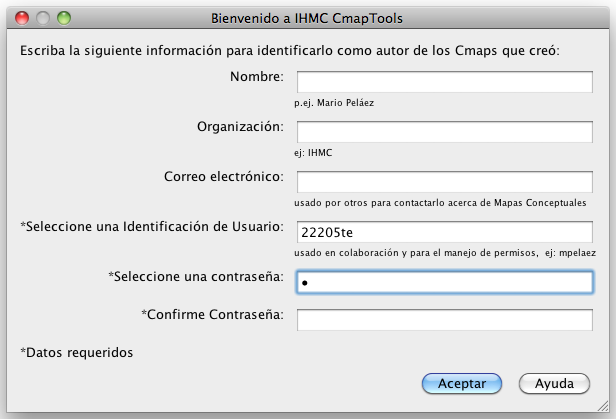 Bienvenido a IHMC CmapTools
Escriba la siguiente información para identificarlo como autor de los Cmaps que creó:
Nombre:
p.ej. Mario Peláez
Organización:
ej: IHMC
Correo electrónico:
usado por otros para contactarlo acerca de Mapas Conceptuales
*Seleccione una Identificación de Usuario: 22205te
usado en colaboración y para el manejo de permisos, ej: mpelaez
*Seleccione una contraseña: •
*Confirme Contraseña:
*Datos requeridos
Aceptar Ayuda